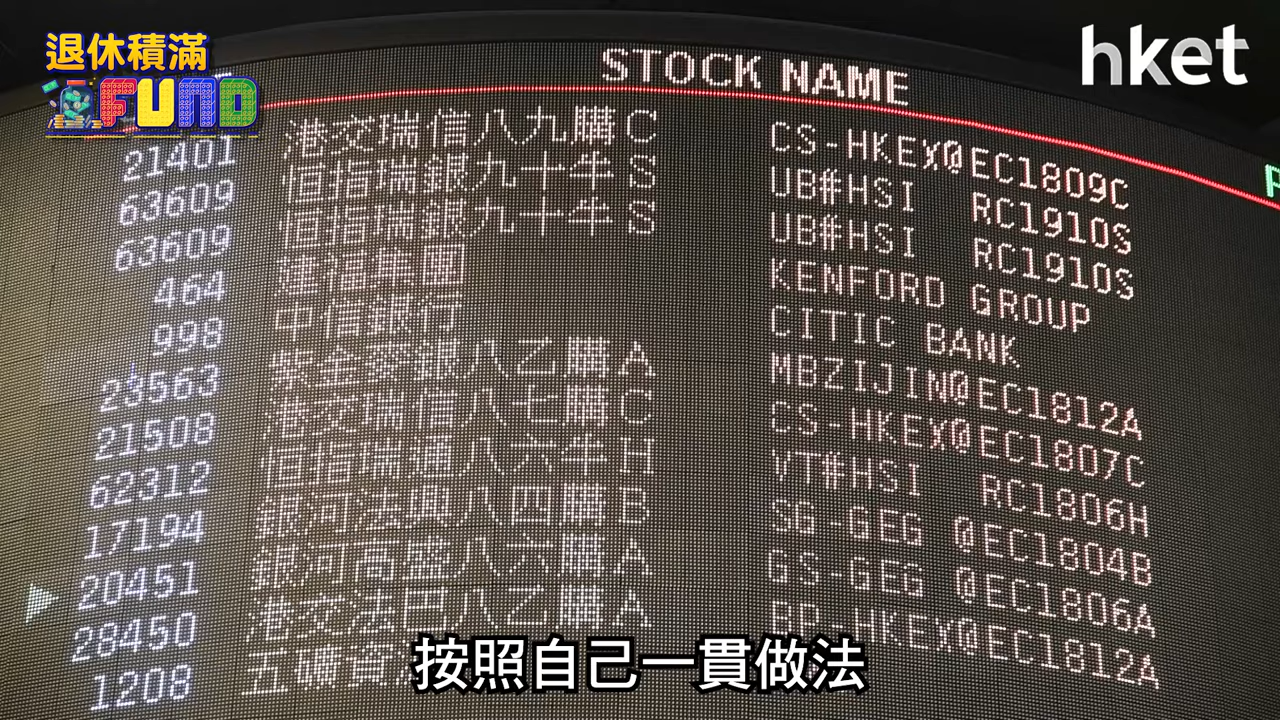 退休積滿
FUND
hket
STOCK NAME
21401 港交瑞信八九購C CS-HKEX@EC1809C
63609 恒指瑞銀九十牛S UB#HSI RC1910S
63609 恒指瑞銀九十牛S UB#HSI RC1910S
464 建福集團 KENFORD GROUP
998 中信銀行 CITIC BANK
23563 紫金麥銀八乙購A MBZIJIN@EC1812A
21508 港交瑞信八七購C CS-HKEX@EC1807C
62312 恒指瑞通八六牛H VT#HSI RC1806H
17194 銀河法興八四購B SG-GEG @EC1804B
20451 銀河高盛八六購A GS-GEG @EC1806A
28450 港交法巴八乙購A BP-HKEX@EC1812A
1208 五礦資
按照自己一貫做法